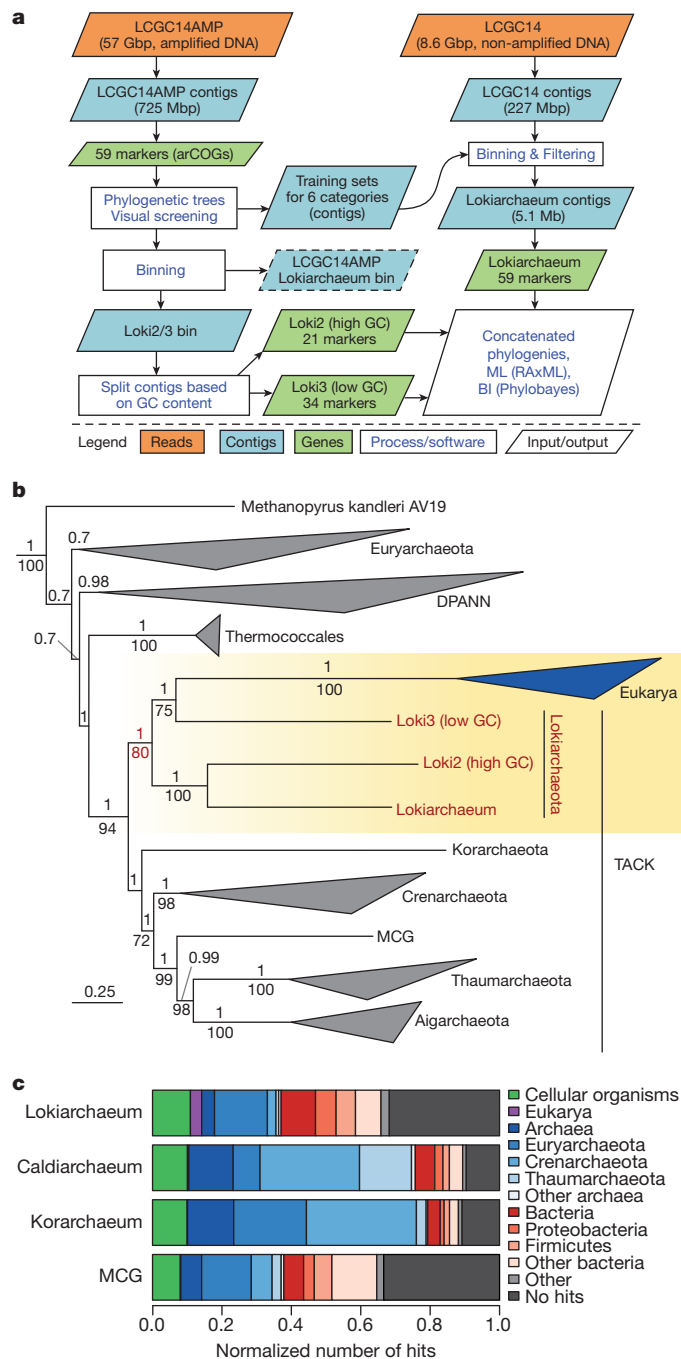 a
LCGC14AMP
(57 Gbp, amplified DNA)
LCGC14
(8.6 Gbp, non-amplified DNA)
LCGC14AMP contigs
(725 Mbp)
LCGC14 contigs
(227 Mbp)
59 markers (arCOGs)
Binning & Filtering
Phylogenetic trees
Visual screening
Training sets
for 6 categories
(contigs)
Lokiarchaeum contigs
(5.1 Mb)
Binning
LCGC14AMP
Lokiarchaeum bin
Lokiarchaeum
59 markers
Loki2/3 bin
Loki2 (high GC)
21 markers
Concatenated
phylogenies,
ML (RAxML),
BI (Phylobayes)
Split contigs based
on GC content
Loki3 (low GC)
34 markers
Legend
Reads
Contigs
Genes
Process/software
Input/output
b
Methanopyrus kandleri AV19
1
100
0.7
Euryarchaeota
0.7
0.98
DPANN
0.7
1
100
Thermococcales
1
1
100
Eukarya
1
75
Loki3 (low GC)
1
80
Loki2 (high GC)
1
100
Lokiarchaeum
Lokiarchaeota
1
94
TACK
Korarchaeota
1
1
98
Crenarchaeota
1
72
MCG
1
99
0.99
98
1
100
Thaumarchaeota
1
100
Aigarchaeota
0.25
c
Lokiarchaeum
Caldiarchaeum
Korarchaeum
MCG
0.0 0.2 0.4 0.6 0.8 1.0
Normalized number of hits
Cellular organisms
Eukarya
Archaea
Euryarchaeota
Crenarchaeota
Thaumarchaeota
Other archaea
Bacteria
Proteobacteria
Firmicutes
Other bacteria
Other
No hits